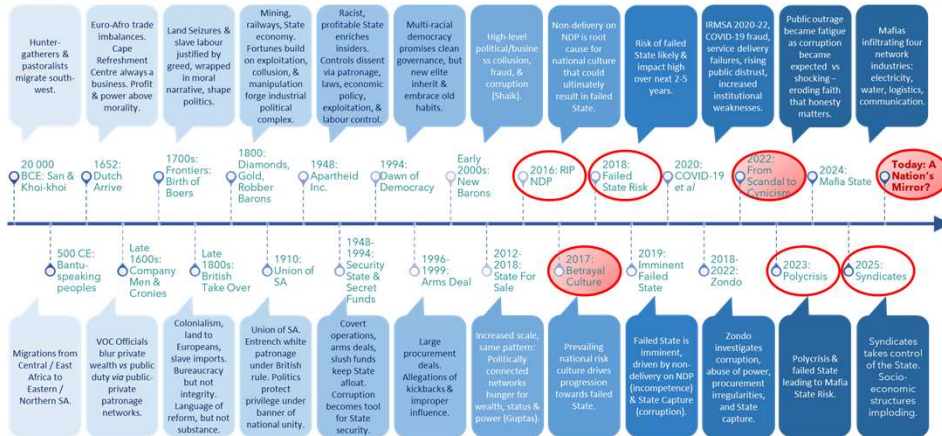 Hunter-
gatherers &
pastoralists
migrate south-
west.
Euro-Afro trade
imbalances.
Cape
Refreshment
Centre always a
business. Profit
& power above
morality.
Land Seizures &
slave labour
justified by
greed, wrapped
in moral
narrative, shape
politics.
Mining,
railways, State
economy.
Fortunes build
on exploitation,
collusion, &
manipulation
forge industrial
political
complex.
Racist,
profitable State
enriches
insiders.
Controls dissent
via patronage,
laws, economic
policy,
exploitation, &
labour control.
Multi-racial
democracy
promises clean
governance, but
new elite
inherit &
embrace old
habits.
High-level
political/busine
ss collusion,
fraud, &
corruption
(Shaik).
Non-delivery on
NDP is root
cause for
national culture
that could
ultimately
result in failed
State.
Risk of failed
State likely &
impact high
over next 2-5
years.
IRMSA 2020-22,
COVID-19 fraud,
service delivery
failures, rising
public distrust,
increased
institutional
weaknesses.
Public outrage
became fatigue
as corruption
became
expected vs
shocking –
eroding faith
that honesty
matters.
Mafias
infiltrating four
network
industries:
electricity,
water, logistics,
communication.
20 000
BCE: San &
Khoi-khoi
1652:
Dutch
Arrive
1700s:
Frontiers:
Birth of
Boers
1800:
Diamonds,
Gold,
Robber
Barons
1948:
Apartheid
Inc.
1994:
Dawn of
Democracy
Early
2000s:
New
Barons
2016: RIP
NDP
2018:
Failed
State Risk
2020:
COVID-19
et al
2022:
From
Scandal to
Cynicism
2024:
Mafia
State
Today: A
Nation's
Mirror?
500 CE:
Bantu-
speaking
peoples
Late
1600s:
Company
Men &
Cronies
Late
1800s:
British
Take Over
1910:
Union of
SA
1948-
1994:
Security
State &
Secret
Funds
1996-
1999:
Arms Deal
2012-
2018:
State For
Sale
2017:
Betrayal
Culture
2019:
Imminent
Failed
State
2018-
2022:
Zondo
2023:
Polycrisis
2025:
Syndicates
Migrations from
Central / East
Africa to
Eastern /
Northern SA.
VOC Officials
blur private
wealth vs public
duty via public-
private
patronage
networks.
Colonialism,
land to
Europeans,
slave imports.
Bureaucracy
but not
integrity.
Language of
reform, but not
substance.
Union of SA.
Entrench white
patronage
under British
rule. Politics
protect
privilege under
banner of
national unity.
Covert
operations,
arms deals,
slush funds
keep State
afloat.
Corruption
becomes tool
for State
security.
Large
procurement
deals.
Allegations of
kickbacks &
improper
influence.
Increased scale,
same pattern:
Politically
connected
networks
hunger for
wealth, status &
power (Guptas).
Prevailing
national risk
culture drives
progression
towards failed
State.
Failed State is
imminent,
driven by non-
delivery on NDP
(incompetence)
& State Capture
(corruption).
Zondo
investigates
corruption,
abuse of power,
procurement
irregularities,
and State
capture.
Polycrisis &
failed State
leading to Mafia
State Risk.
Syndicates
takes control of
the State.
Socio-
economic
structures
imploding.